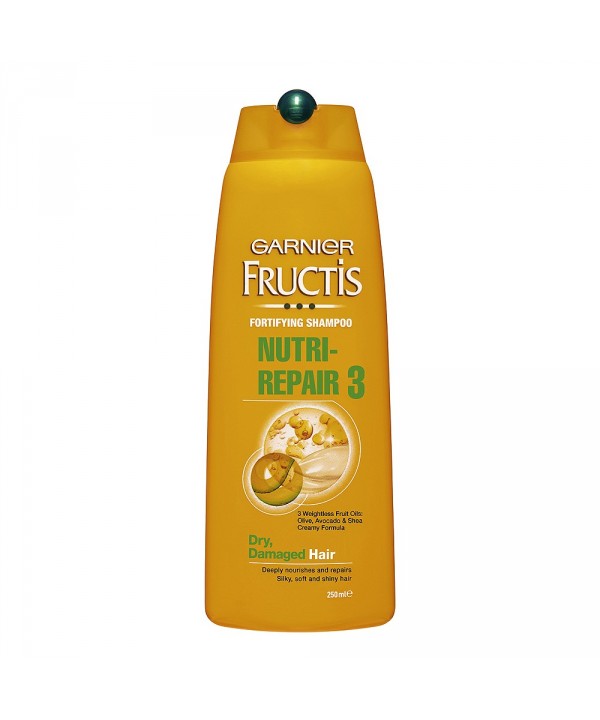 GARNIER
FRUCTIS
FORTIFYING SHAMPOO
NUTRI-
REPAIR 3
3 Weightless Fruit Oils:
Olive, Avocado & Shea
Creamy Formula
Dry,
Damaged Hair
Deeply nourishes and repairs
Silky, soft and shiny hair
250ml℮